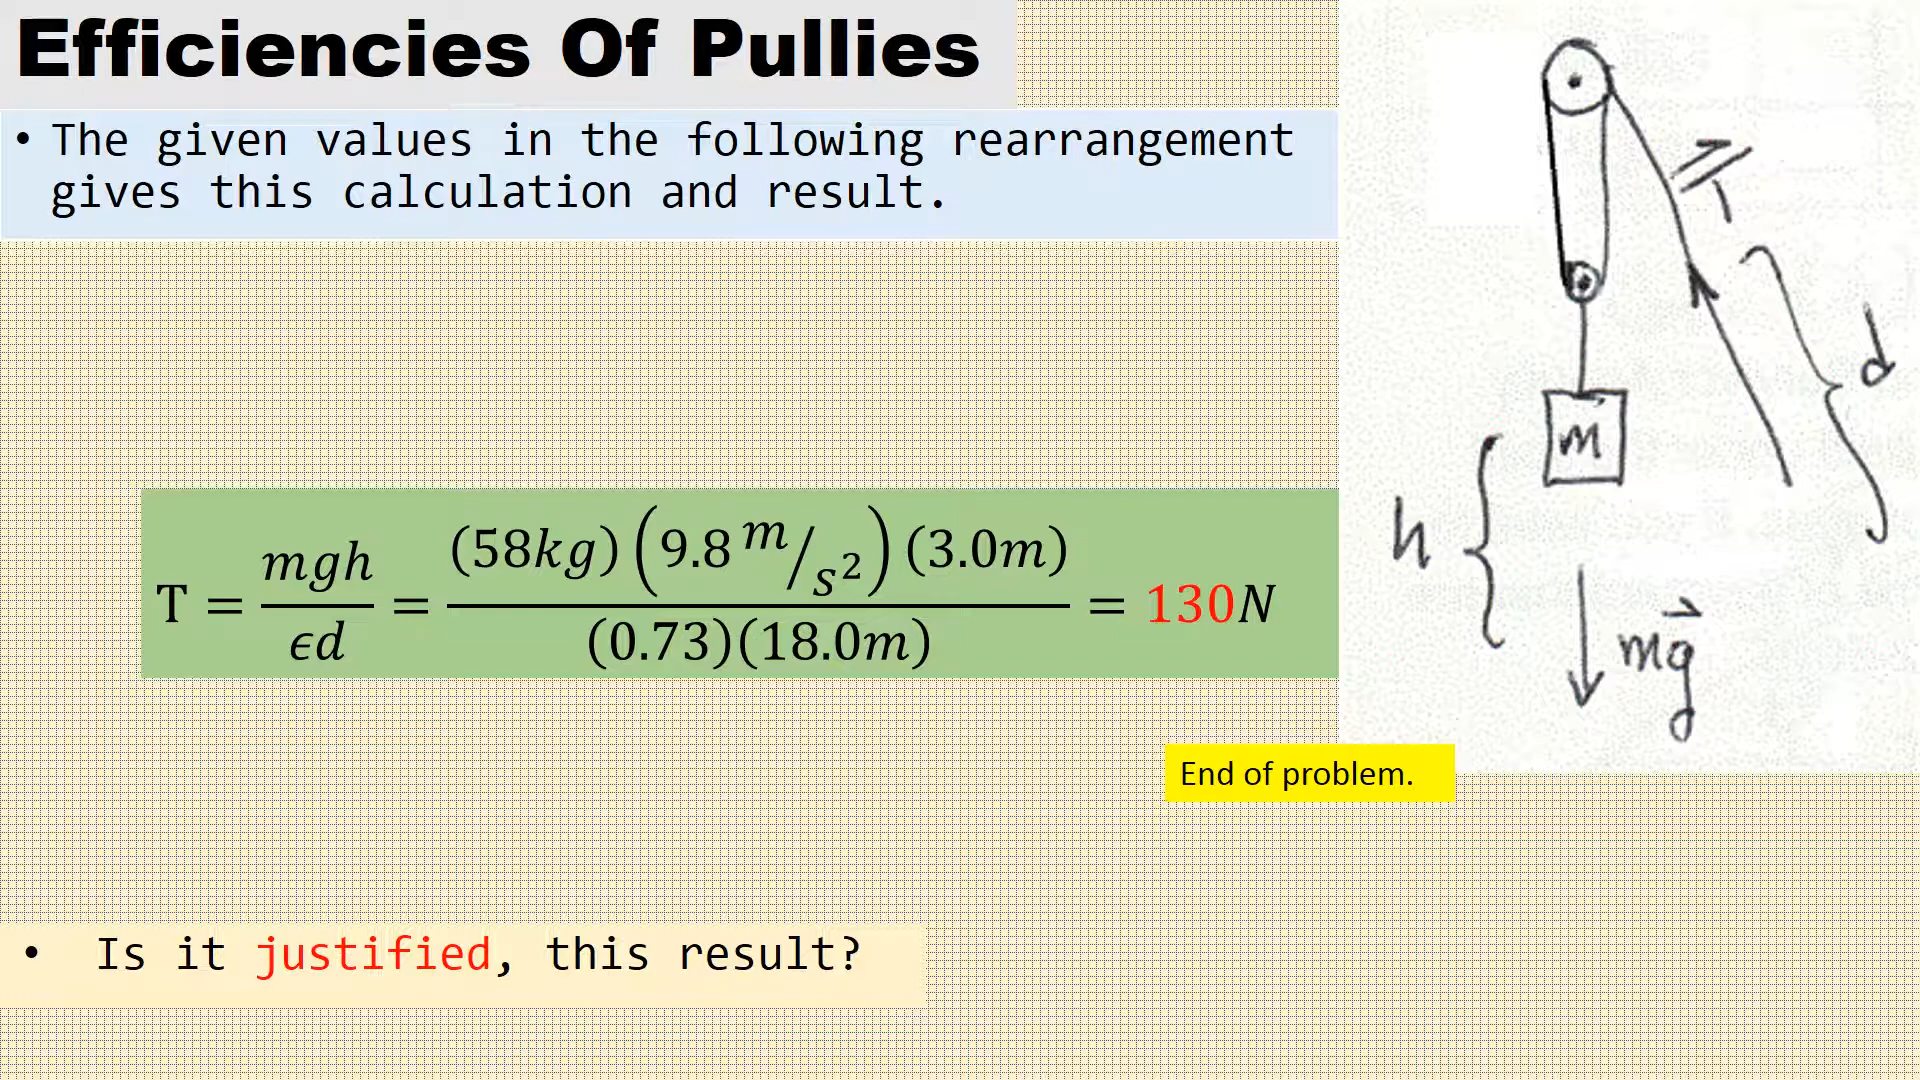 Efficiencies Of Pullies
• The given values in the following rearrangement
gives this calculation and result.
T = mgh/ϵd = (58kg)(9.8 m/s²)(3.0m)/(0.73)(18.0m) = 130N
End of problem.
• Is it justified, this result?
T
d
m
h
mg⃗